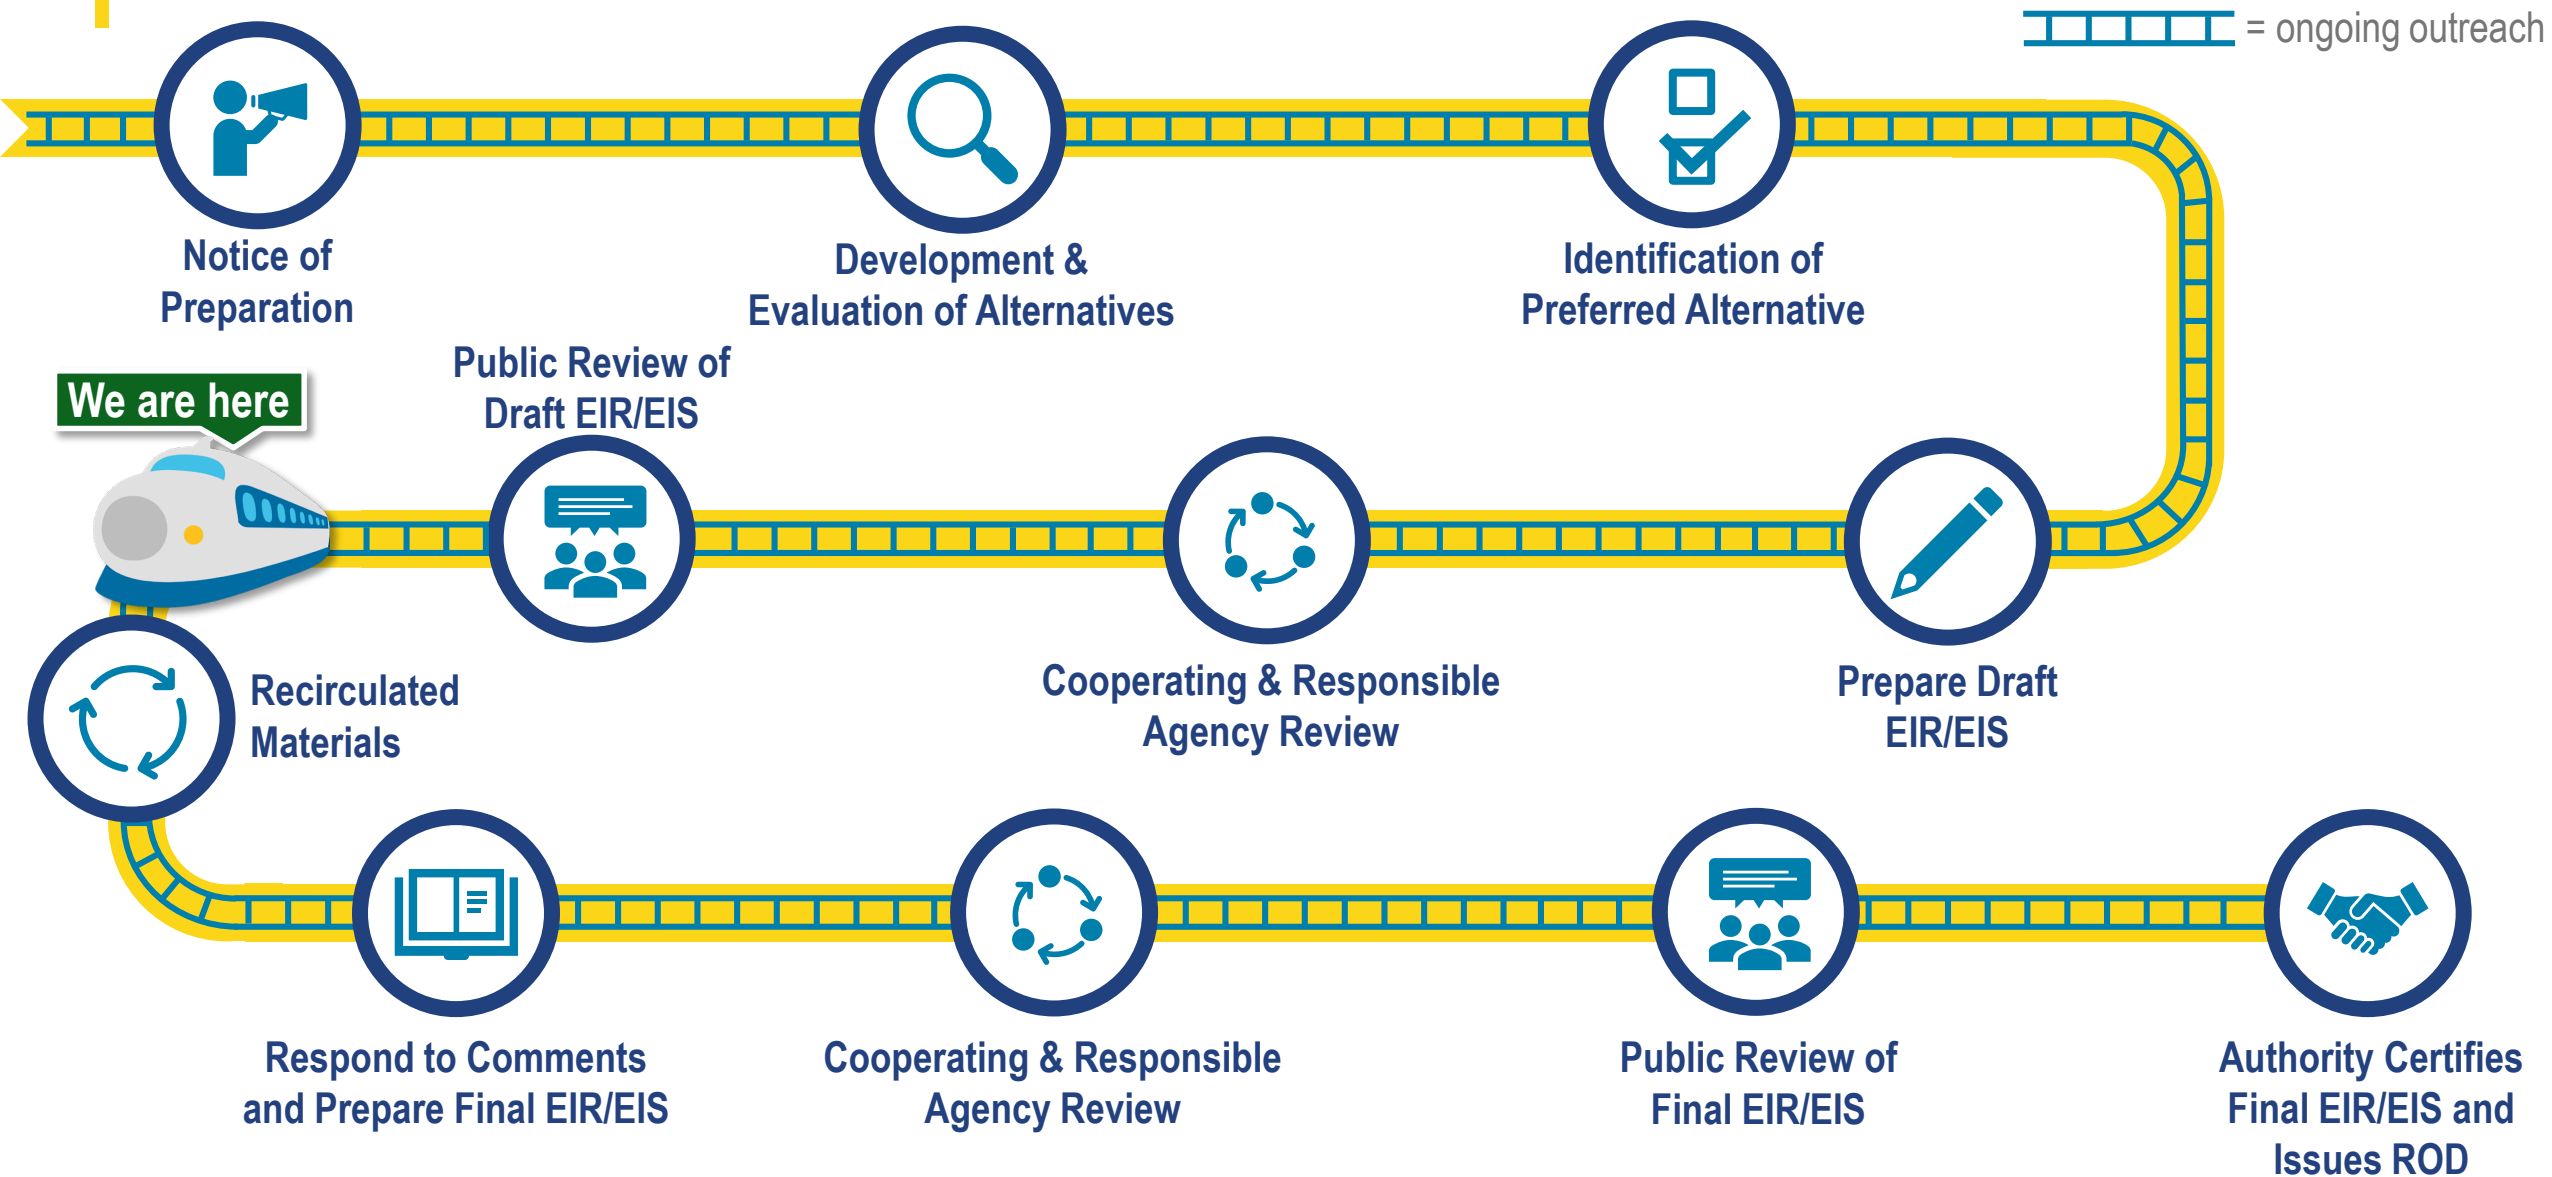 = ongoing outreach
Notice of
Preparation
Development &
Evaluation of Alternatives
Identification of
Preferred Alternative
We are here
Public Review of
Draft EIR/EIS
Cooperating & Responsible
Agency Review
Prepare Draft
EIR/EIS
Recirculated
Materials
Respond to Comments
and Prepare Final EIR/EIS
Cooperating & Responsible
Agency Review
Public Review of
Final EIR/EIS
Authority Certifies
Final EIR/EIS and
Issues ROD